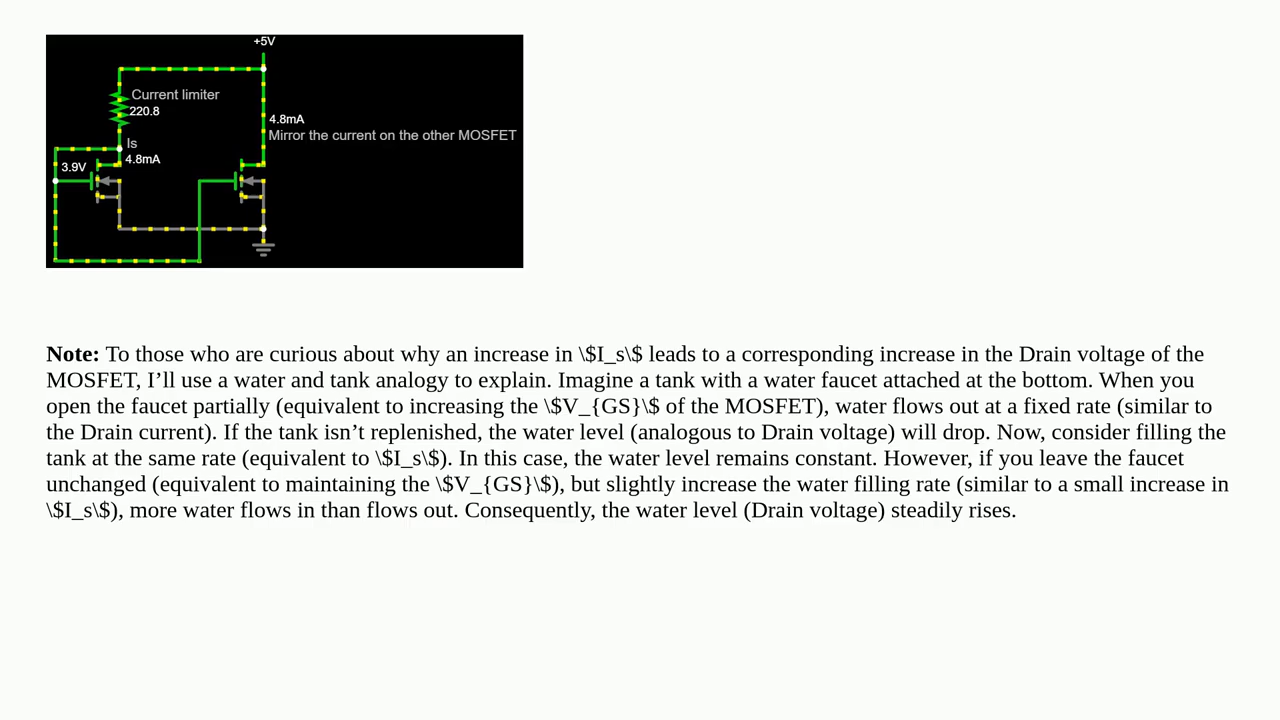 +5V
Current limiter
220.8
4.8mA
Mirror the current on the other MOSFET
Is
4.8mA
3.9V
Note: To those who are curious about why an increase in \$I_s\$ leads to a corresponding increase in the Drain voltage of the
MOSFET, I’ll use a water and tank analogy to explain. Imagine a tank with a water faucet attached at the bottom. When you
open the faucet partially (equivalent to increasing the \$V_{GS}\$ of the MOSFET), water flows out at a fixed rate (similar to
the Drain current). If the tank isn’t replenished, the water level (analogous to Drain voltage) will drop. Now, consider filling the
tank at the same rate (equivalent to \$I_s\$). In this case, the water level remains constant. However, if you leave the faucet
unchanged (equivalent to maintaining the \$V_{GS}\$), but slightly increase the water filling rate (similar to a small increase in
\$I_s\$), more water flows in than flows out. Consequently, the water level (Drain voltage) steadily rises.